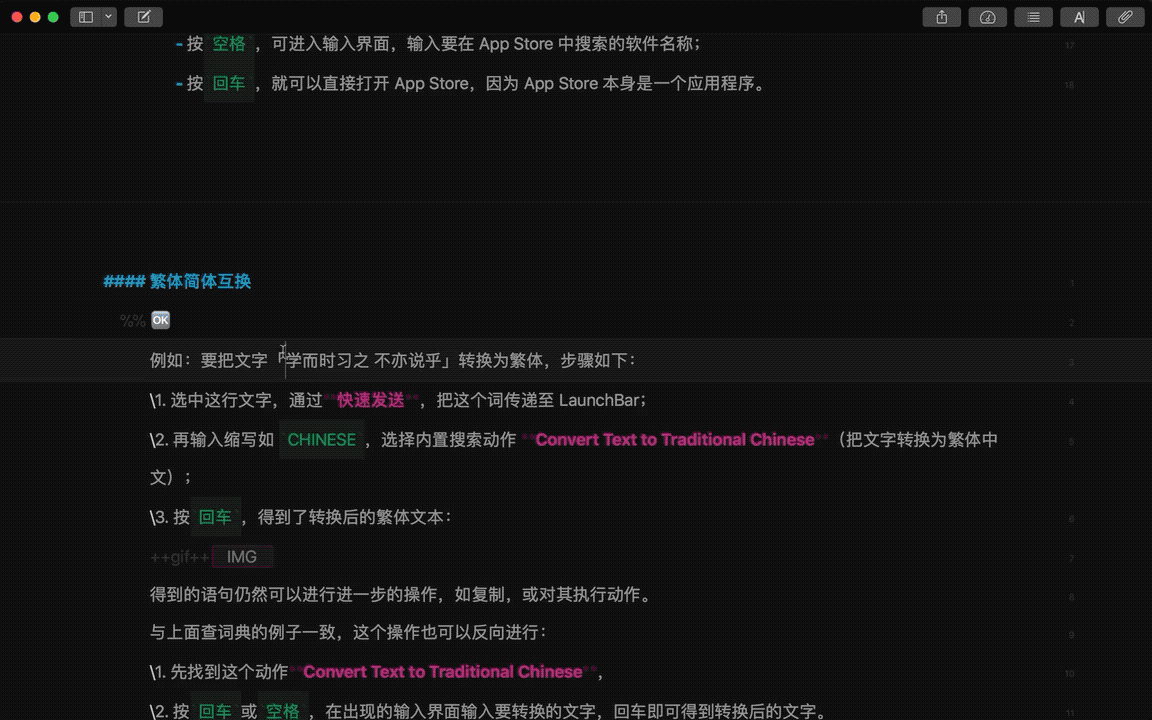 - 按 空格 ，可进入输入界面，输入要在 App Store 中搜索的软件名称； 17
- 按 回车 ，就可以直接打开 App Store，因为 App Store 本身是一个应用程序。 18
#### 繁体简体互换 1
%% OK 2
例如：要把文字「学而时习之 不亦说乎」转换为繁体，步骤如下： 3
\1. 选中这行文字，通过**快速发送**，把这个词传递至 LaunchBar； 4
\2. 再输入缩写如 CHINESE ，选择内置搜索动作 **Convert Text to Traditional Chinese** （把文字转换为繁体中 5
文）；
\3. 按 回车 ，得到了转换后的繁体文本： 6
++gif++ IMG 7
得到的语句仍然可以进行进一步的操作，如复制，或对其执行动作。 8
与上面查词典的例子一致，这个操作也可以反向进行： 9
\1. 先找到这个动作**Convert Text to Traditional Chinese**， 10
\2. 按 回车 或 空格 ，在出现的输入界面输入要转换的文字，回车即可得到转换后的文字。 11